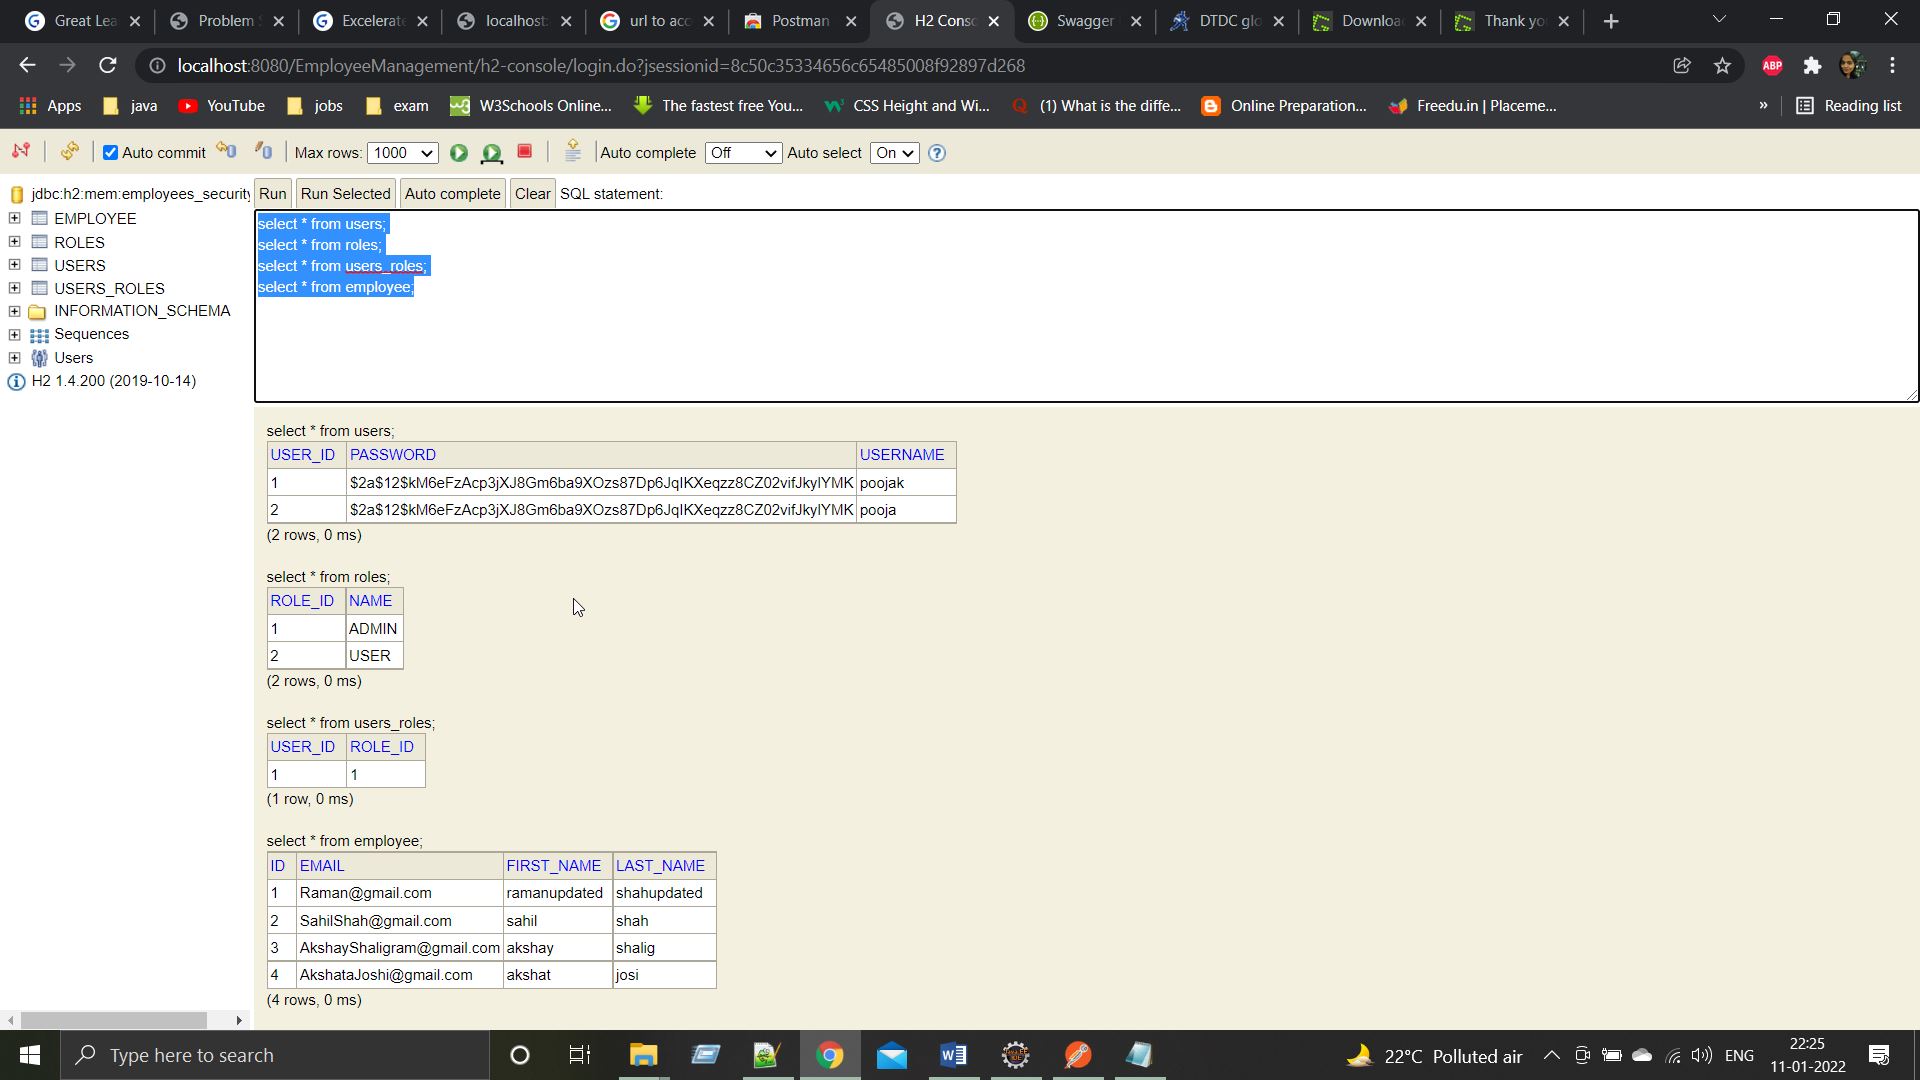 Great Lea
Problem S
Excelerate
localhost:
url to acc
Postman
H2 Conso
Swagger
DTDC glo
Download
Thank yo
localhost:8080/EmployeeManagement/h2-console/login.do?jsessionid=8c50c35334656c65485008f92897d268
ABP
Apps
java
YouTube
jobs
exam
W3Schools Online...
The fastest free You...
CSS Height and Wi...
(1) What is the diffe...
Online Preparation...
Freedu.in | Placeme...
»
Reading list
Auto commit
Max rows: 1000
Auto complete Off
Auto select On
jdbc:h2:mem:employees_security
EMPLOYEE
ROLES
USERS
USERS_ROLES
INFORMATION_SCHEMA
Sequences
Users
H2 1.4.200 (2019-10-14)
Run Run Selected Auto complete Clear SQL statement:
select * from users;
select * from roles;
select * from users_roles;
select * from employee;
select * from users;
USER_ID PASSWORD USERNAME
1 $2a$12$kM6eFzAcp3jXJ8Gm6ba9XOzs87Dp6JqIKXeqzz8CZ02vifJkylYMK poojak
2 $2a$12$kM6eFzAcp3jXJ8Gm6ba9XOzs87Dp6JqIKXeqzz8CZ02vifJkylYMK pooja
(2 rows, 0 ms)
select * from roles;
ROLE_ID NAME
1 ADMIN
2 USER
(2 rows, 0 ms)
select * from users_roles;
USER_ID ROLE_ID
1 1
(1 row, 0 ms)
select * from employee;
ID EMAIL FIRST_NAME LAST_NAME
1 Raman@gmail.com ramanupdated shahupdated
2 SahilShah@gmail.com sahil shah
3 AkshayShaligram@gmail.com akshay shalig
4 AkshataJoshi@gmail.com akshat josi
(4 rows, 0 ms)
Type here to search
22°C Polluted air
ENG
22:25
11-01-2022